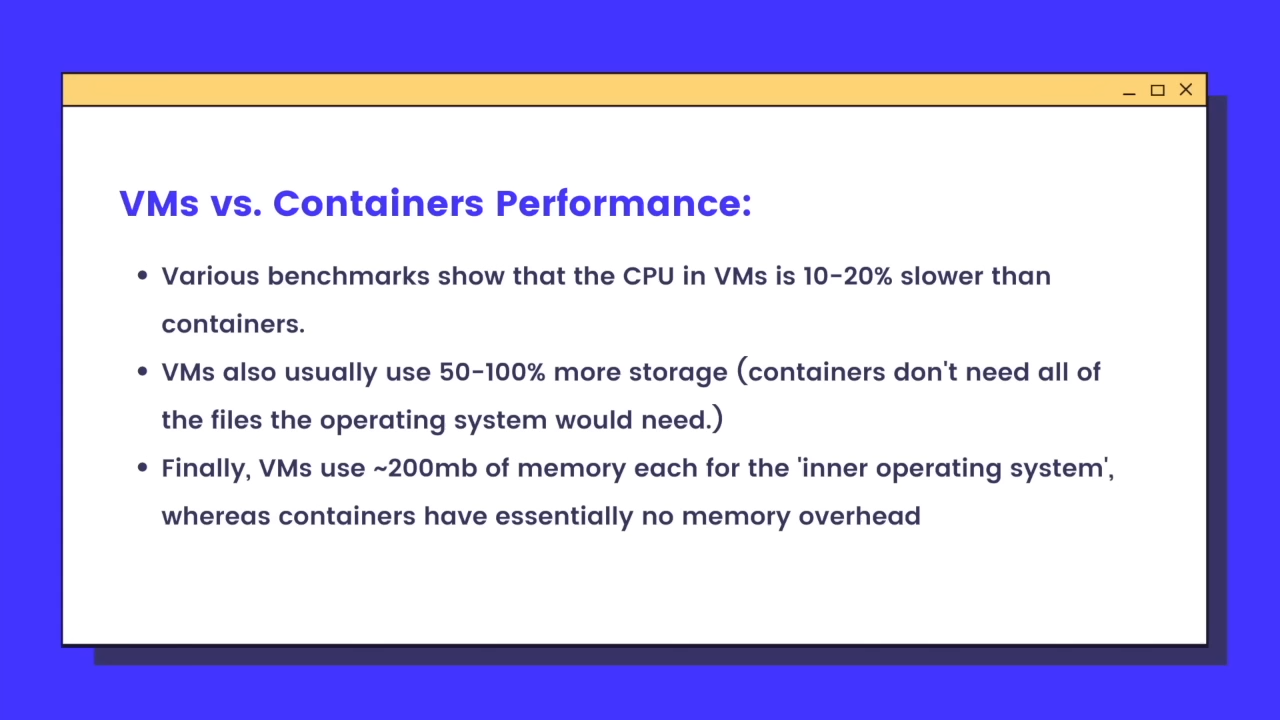 VMs vs. Containers Performance:
• Various benchmarks show that the CPU in VMs is 10-20% slower than
containers.
• VMs also usually use 50-100% more storage (containers don't need all of
the files the operating system would need.)
• Finally, VMs use ~200mb of memory each for the 'inner operating system',
whereas containers have essentially no memory overhead